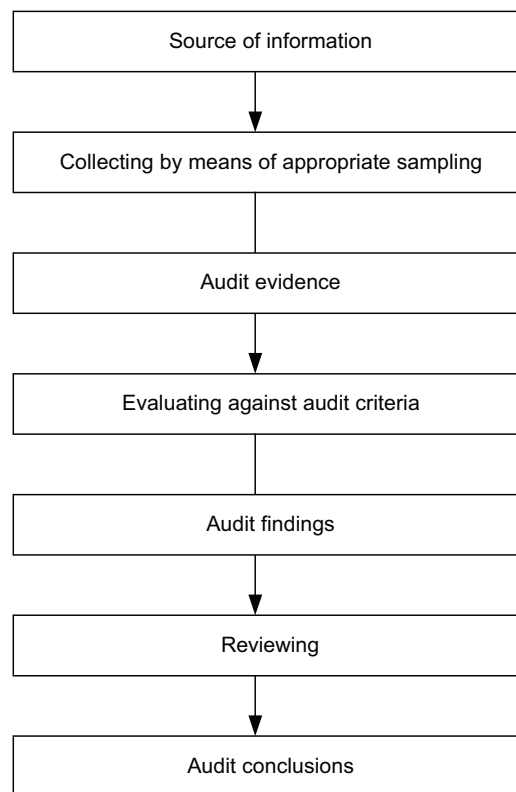 Source of information
Collecting by means of appropriate sampling
Audit evidence
Evaluating against audit criteria
Audit findings
Reviewing
Audit conclusions